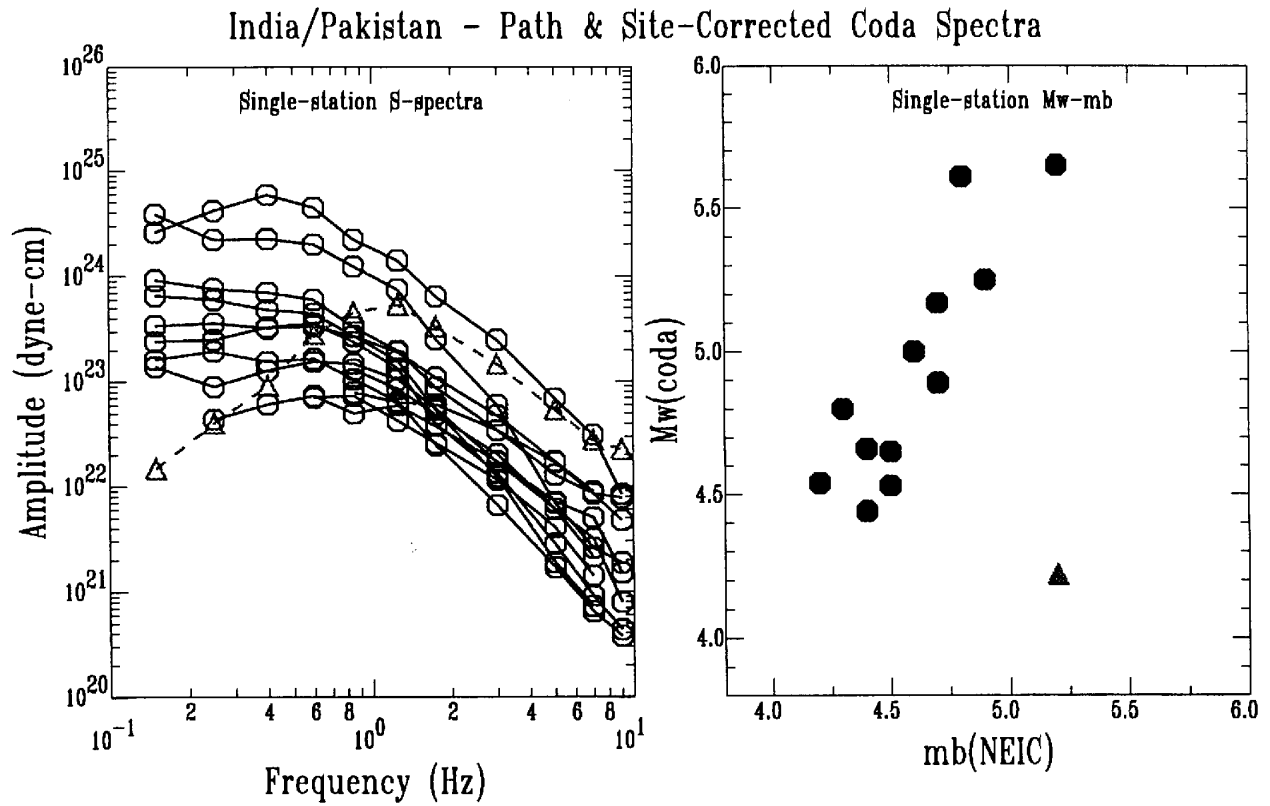 India/Pakistan - Path & Site-Corrected Coda Spectra
Single-station S-spectra
Amplitude (dyne-cm)
10^26
10^25
10^24
10^23
10^22
10^21
10^20
2 4 6 8 2 4 6 8
10^-1 10^0 10^1
Frequency (Hz)
Single-station Mw-mb
Mw(coda)
6.0
5.5
5.0
4.5
4.0
4.0 4.5 5.0 5.5 6.0
mb(NEIC)